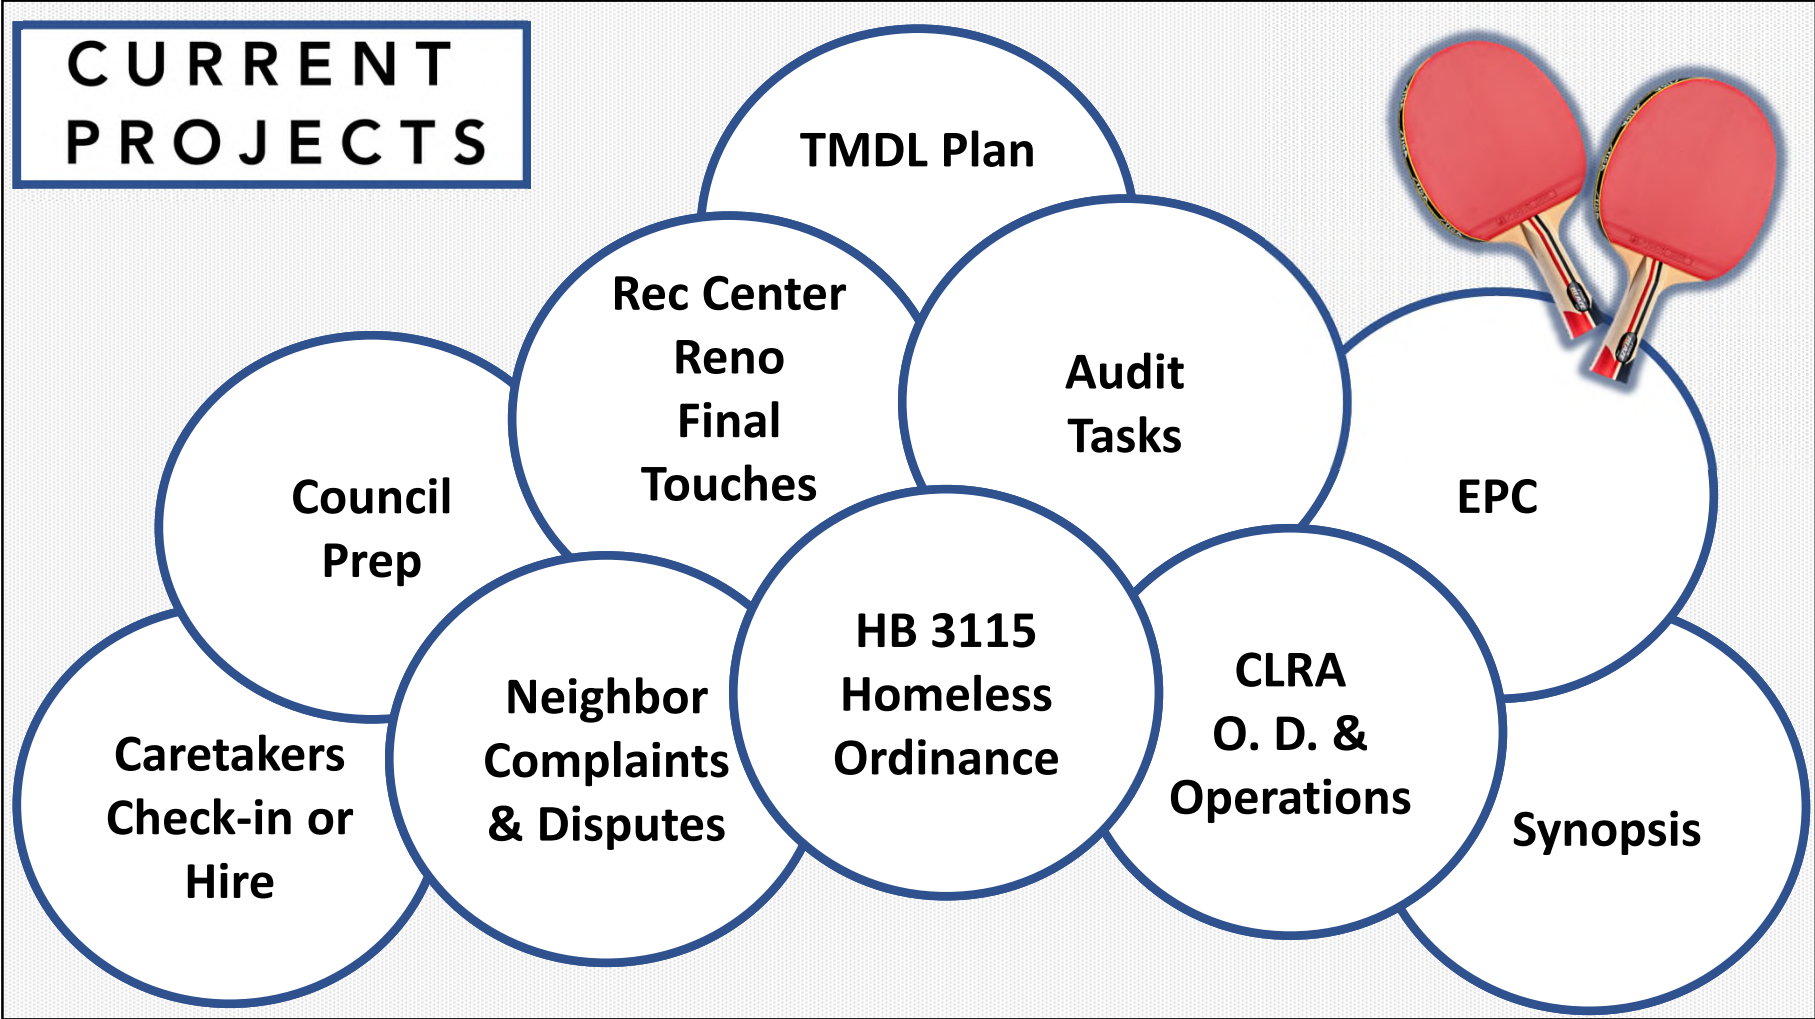 CURRENT
PROJECTS
TMDL Plan
Rec Center
Reno
Final
Touches
Audit
Tasks
Council
Prep
EPC
Caretakers
Check-in or
Hire
Neighbor
Complaints
& Disputes
HB 3115
Homeless
Ordinance
CLRA
O. D. &
Operations
Synopsis